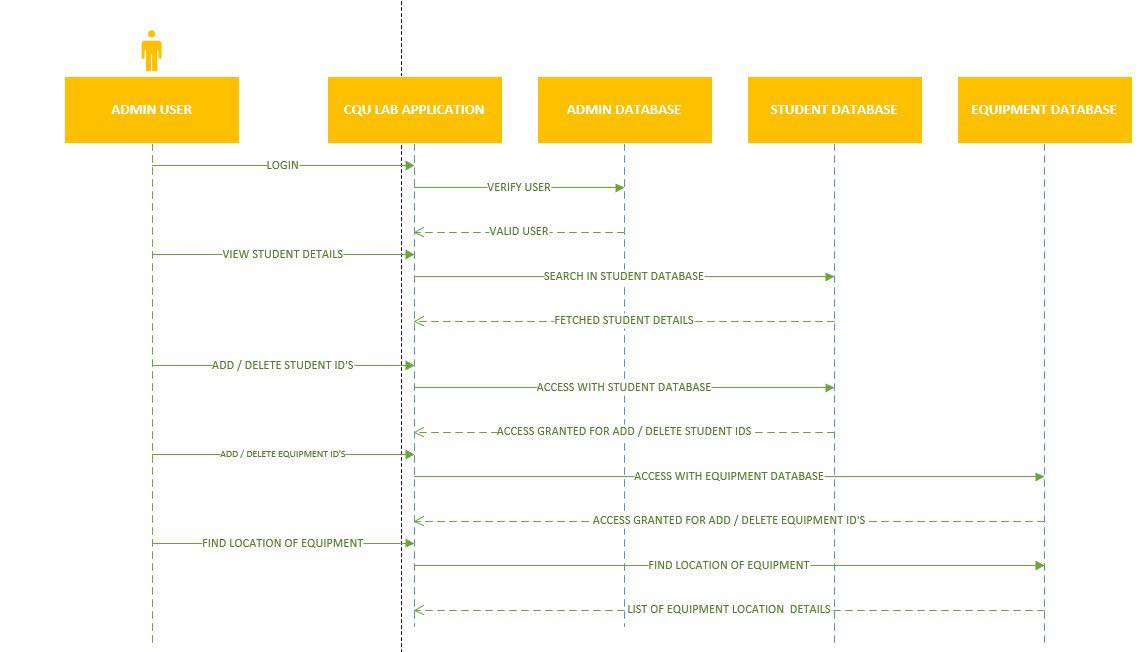 ADMIN USER
CQU LAB APPLICATION
ADMIN DATABASE
STUDENT DATABASE
EQUIPMENT DATABASE
LOGIN
VERIFY USER
VALID USER
VIEW STUDENT DETAILS
SEARCH IN STUDENT DATABASE
FETCHED STUDENT DETAILS
ADD / DELETE STUDENT ID'S
ACCESS WITH STUDENT DATABASE
ACCESS GRANTED FOR ADD / DELETE STUDENT IDS
ADD / DELETE EQUIPMENT ID'S
ACCESS WITH EQUIPMENT DATABASE
ACCESS GRANTED FOR ADD / DELETE EQUIPMENT ID'S
FIND LOCATION OF EQUIPMENT
FIND LOCATION OF EQUIPMENT
LIST OF EQUIPMENT LOCATION DETAILS